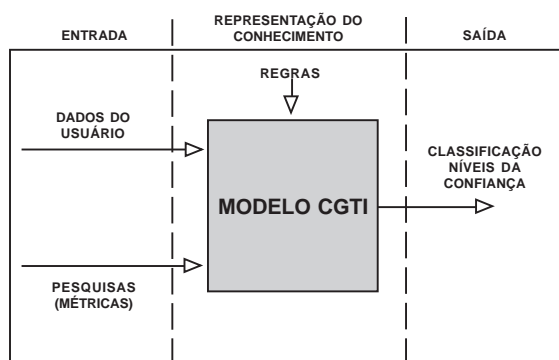 ENTRADA
REPRESENTAÇÃO DO
CONHECIMENTO
SAÍDA
REGRAS
DADOS DO
USUÁRIO
MODELO CGTI
CLASSIFICAÇÃO
NÍVEIS DA
CONFIANÇA
PESQUISAS
(MÉTRICAS)